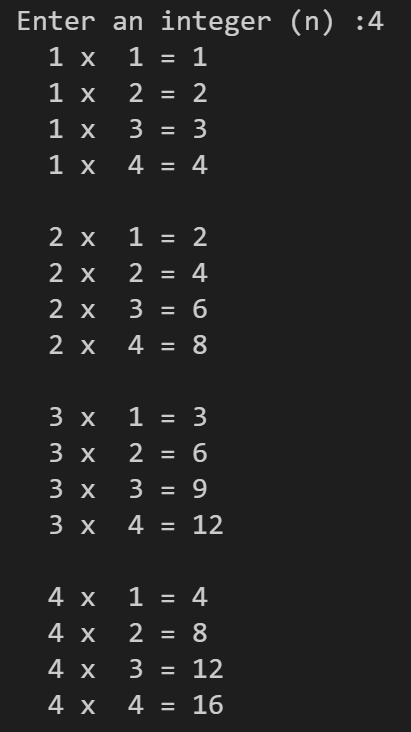 Enter an integer (n) :4
  1 x  1 = 1
  1 x  2 = 2
  1 x  3 = 3
  1 x  4 = 4

  2 x  1 = 2
  2 x  2 = 4
  2 x  3 = 6
  2 x  4 = 8

  3 x  1 = 3
  3 x  2 = 6
  3 x  3 = 9
  3 x  4 = 12

  4 x  1 = 4
  4 x  2 = 8
  4 x  3 = 12
  4 x  4 = 16